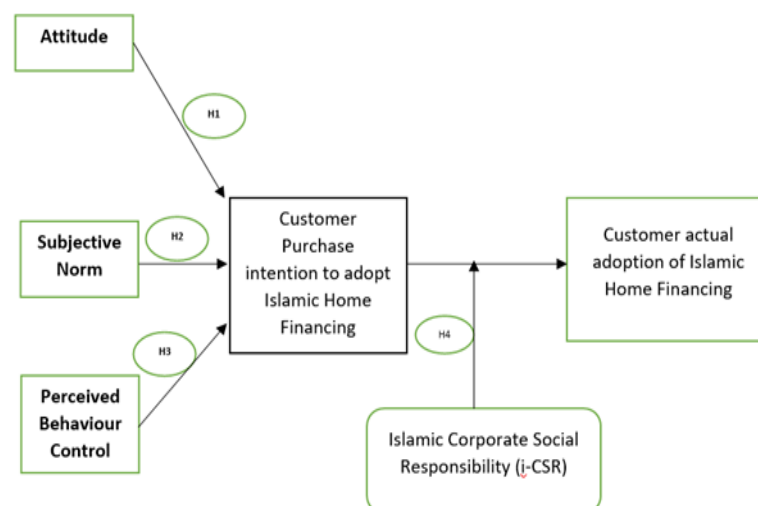 Attitude
H1
Subjective
Norm
H2
Customer
Purchase
intention to adopt
Islamic Home
Financing
Customer actual
adoption of Islamic
Home Financing
H3
H4
Perceived
Behaviour
Control
Islamic Corporate Social
Responsibility (i-CSR)